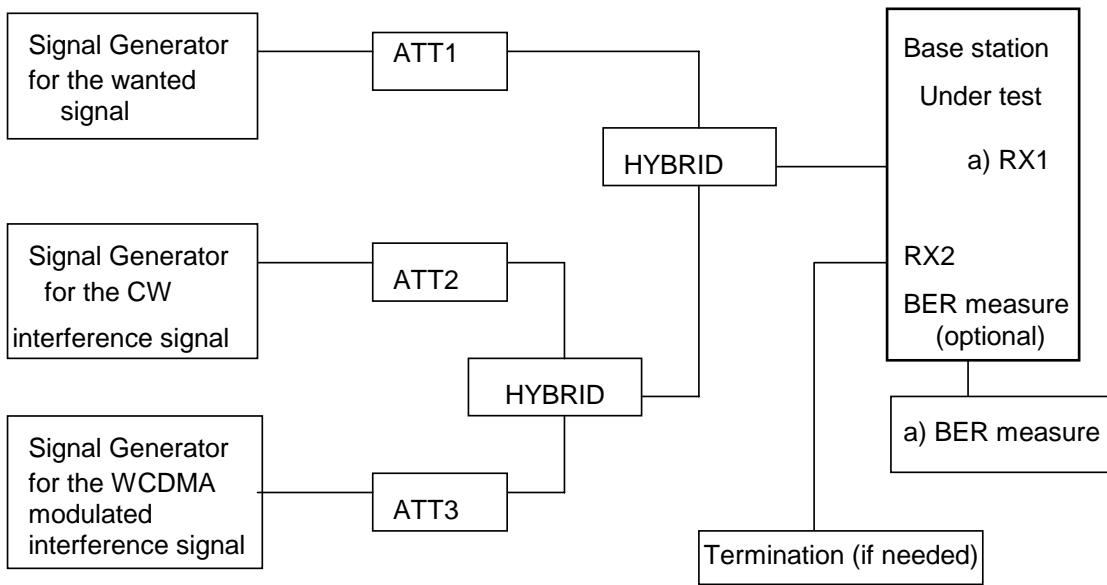 Signal Generator
for the wanted
signal
ATT1
HYBRID
Base station
Under test
a) RX1
RX2
BER measure
(optional)
Signal Generator
for the CW
interference signal
ATT2
HYBRID
a) BER measure
Signal Generator
for the WCDMA
modulated
interference signal
ATT3
Termination (if needed)